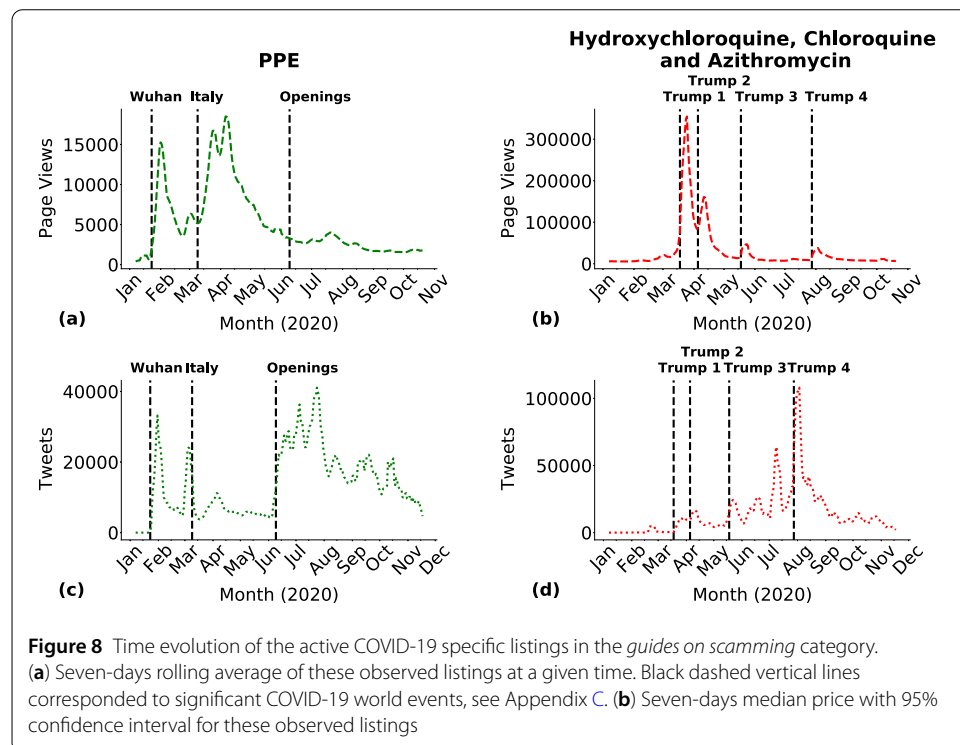 PPE
Hydroxychloroquine, Chloroquine
and Azithromycin
Wuhan Italy Openings
Page Views
15000
10000
5000
0
Jan Feb Mar Apr May Jun Jul Aug Sep Oct Nov
(a) Month (2020)
Trump 2
Trump 1 Trump 3 Trump 4
Page Views
300000
200000
100000
0
Jan Feb Mar Apr May Jun Jul Aug Sep Oct Nov
(b) Month (2020)
Wuhan Italy Openings
Tweets
40000
20000
0
Jan Feb Mar Apr May Jun Jul Aug Sep Oct Nov Dec
(c) Month (2020)
Trump 2
Trump 1 Trump 3 Trump 4
Tweets
100000
50000
0
Jan Feb Mar Apr May Jun Jul Aug Sep Oct Nov Dec
(d) Month (2020)
Figure 8 Time evolution of the active COVID-19 specific listings in the guides on scamming category.
(a) Seven-days rolling average of these observed listings at a given time. Black dashed vertical lines
corresponded to significant COVID-19 world events, see Appendix C. (b) Seven-days median price with 95%
confidence interval for these observed listings